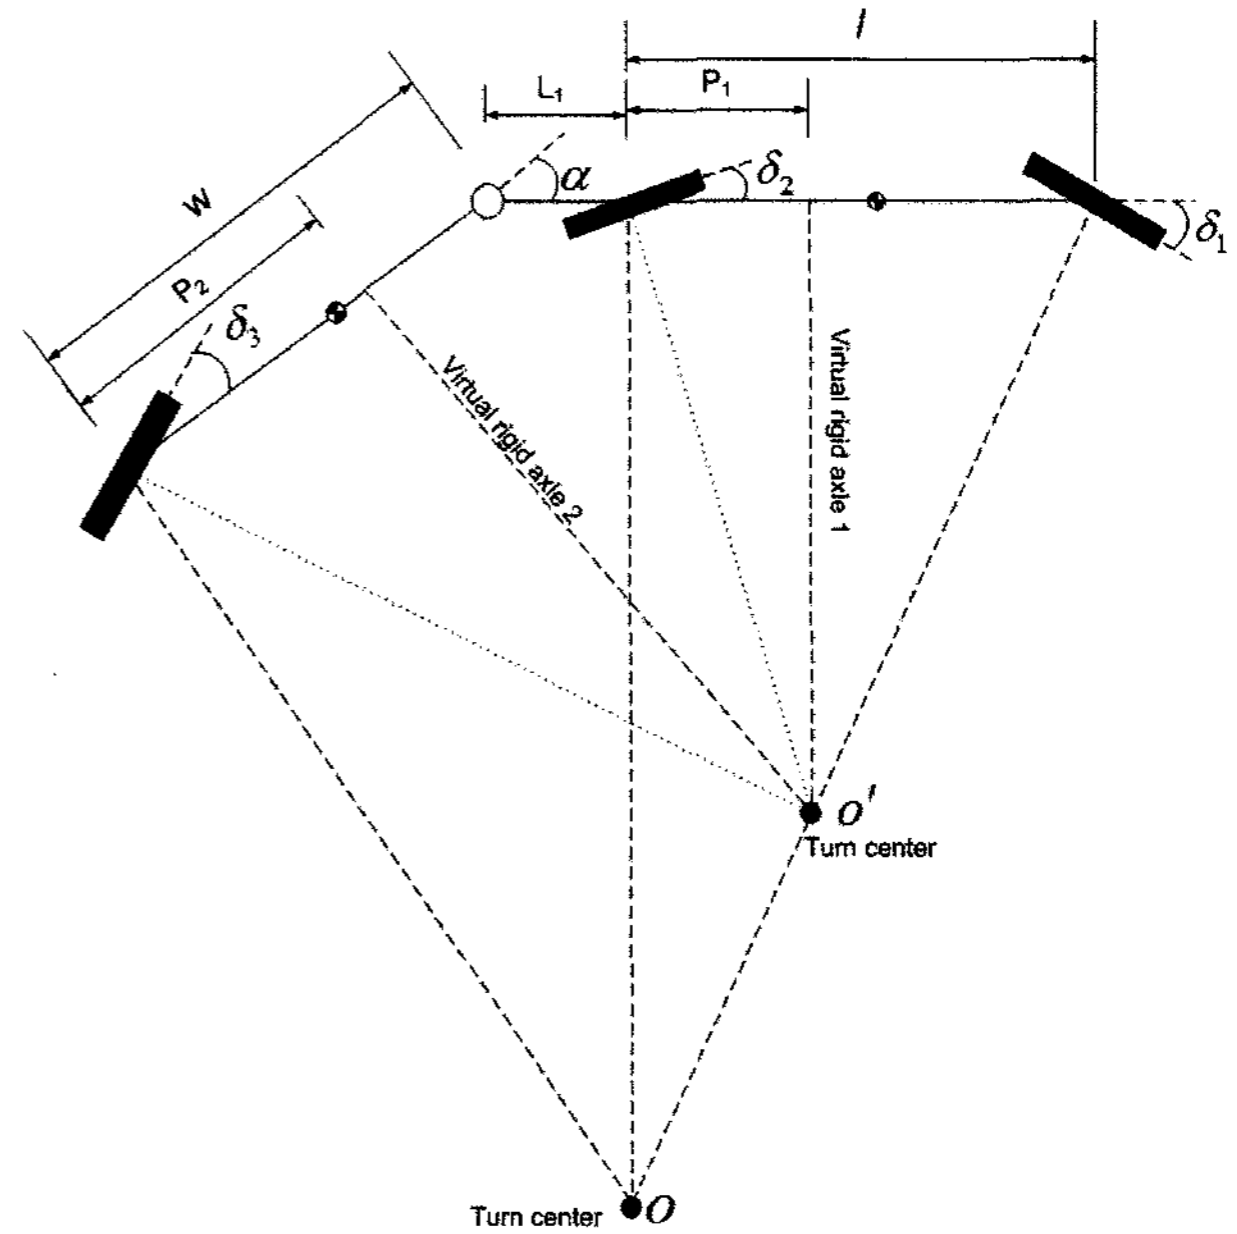 l
P₁
L₁
α
δ₂
δ₁
W
P₂
δ₃
Virtual rigid axle 2
Virtual rigid axle 1
O'
Turn center
Turn center
O